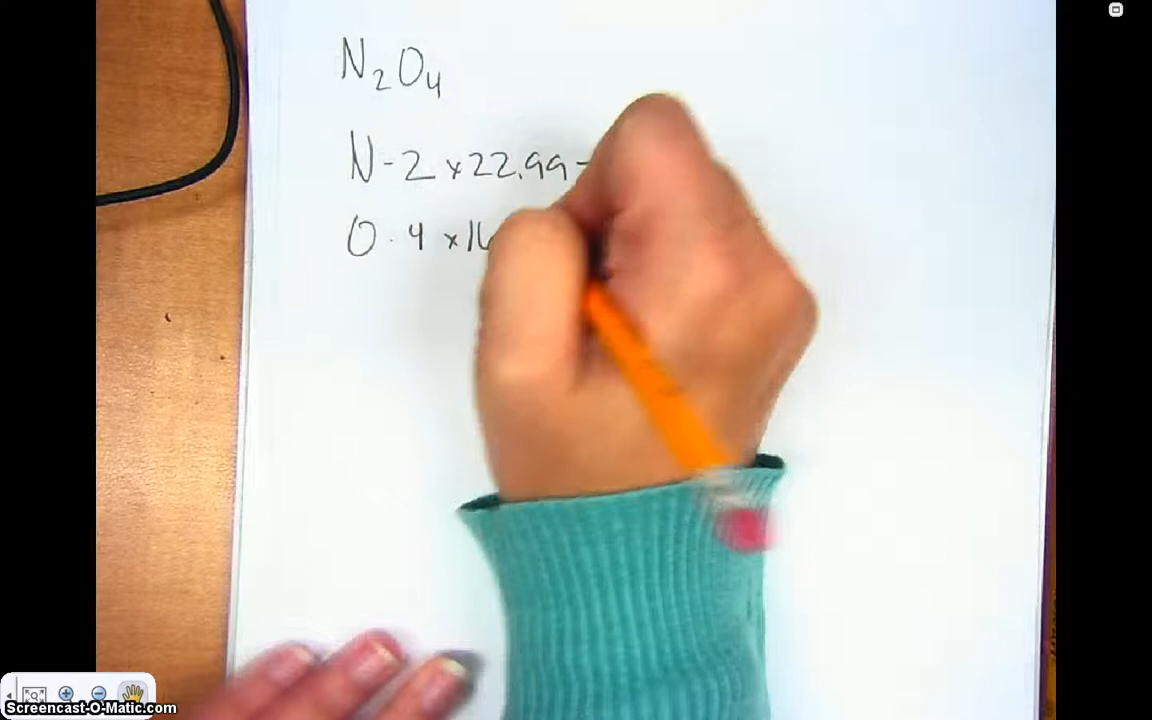 N₂O₄
N - 2 × 22.99 -
O - 4 × 16
Screencast-O-Matic.com